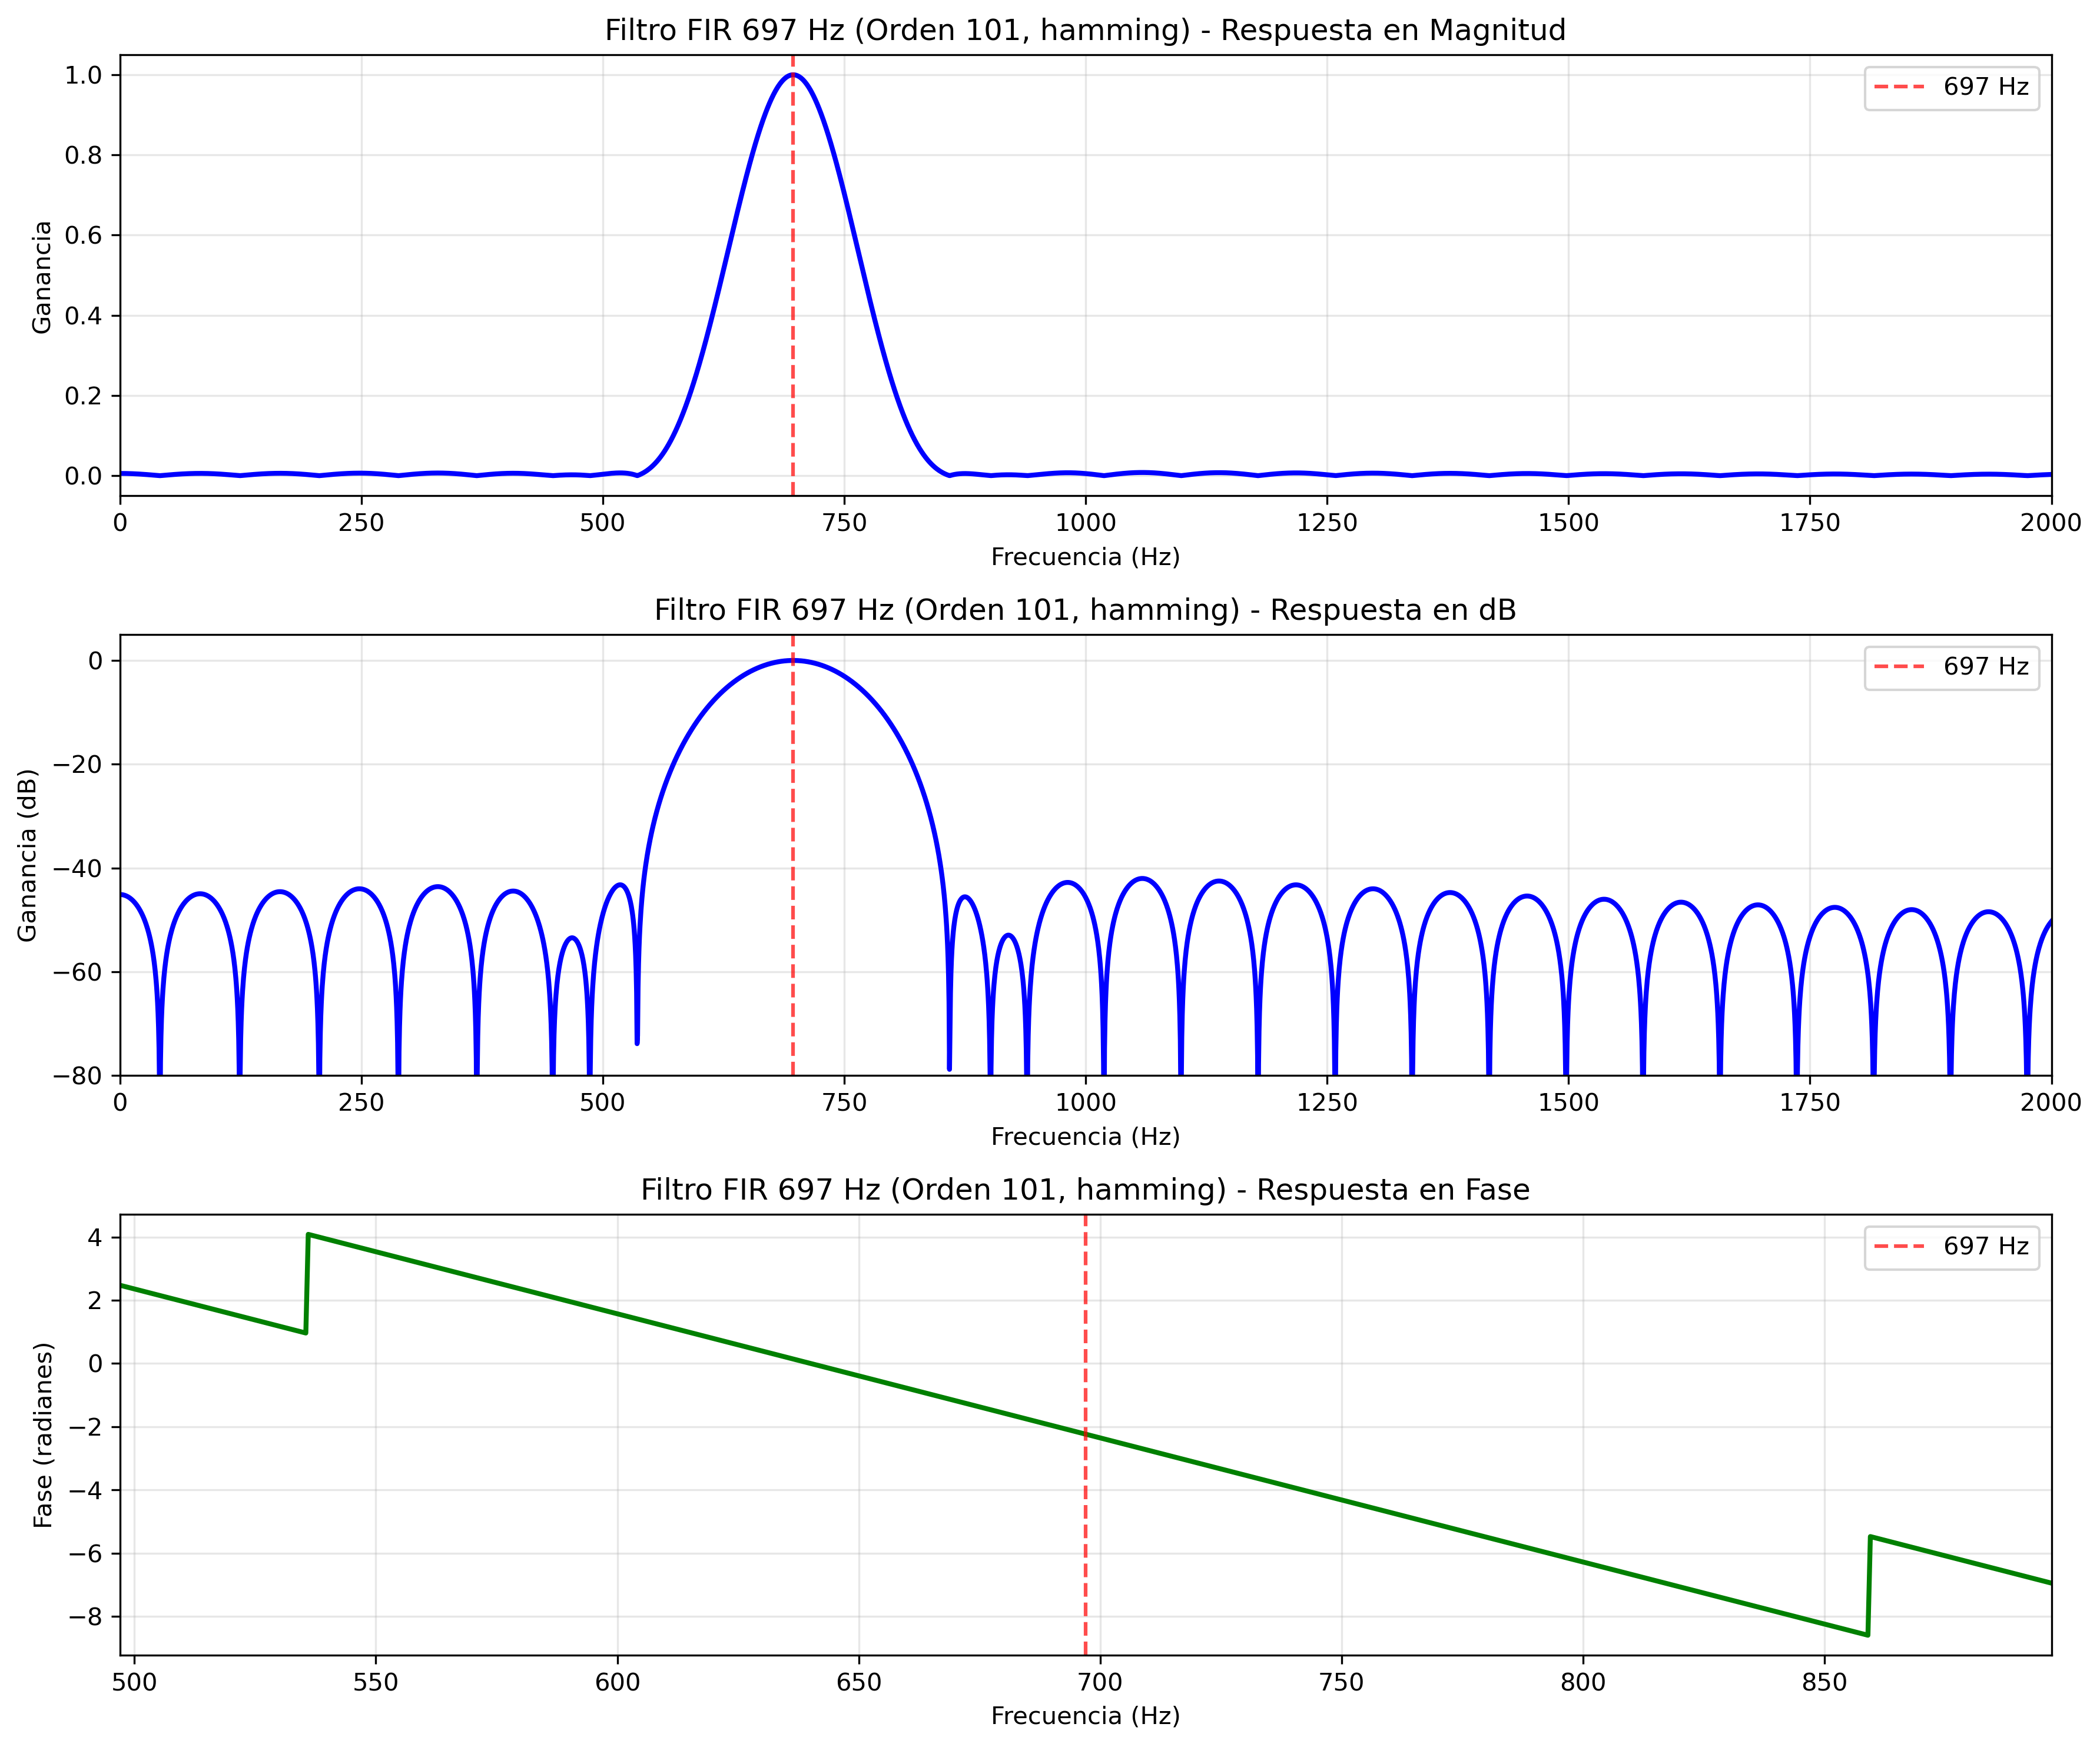 Filtro FIR 697 Hz (Orden 101, hamming) - Respuesta en Magnitud
697 Hz
Ganancia
1.0
0.8
0.6
0.4
0.2
0.0
0 250 500 750 1000 1250 1500 1750 2000
Frecuencia (Hz)
Filtro FIR 697 Hz (Orden 101, hamming) - Respuesta en dB
697 Hz
Ganancia (dB)
0
−20
−40
−60
−80
0 250 500 750 1000 1250 1500 1750 2000
Frecuencia (Hz)
Filtro FIR 697 Hz (Orden 101, hamming) - Respuesta en Fase
697 Hz
Fase (radianes)
4
2
0
−2
−4
−6
−8
500 550 600 650 700 750 800 850
Frecuencia (Hz)